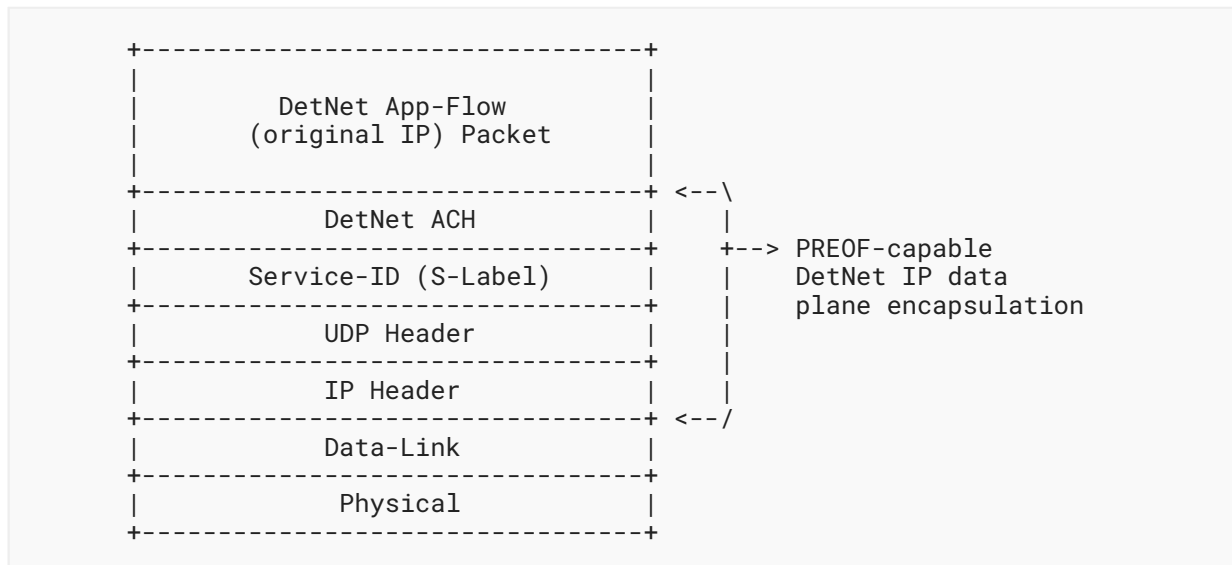 +---------------------------------+
|                                 |
|         DetNet App-Flow         |
|       (original IP) Packet      |
|                                 |
+---------------------------------+ <--\
|            DetNet ACH           |    |
+---------------------------------+    +--> PREOF-capable
|       Service-ID (S-Label)      |    |    DetNet IP data
+---------------------------------+    |    plane encapsulation
|            UDP Header           |    |
+---------------------------------+    |
|            IP Header            |    |
+---------------------------------+ <--/
|            Data-Link            |
+---------------------------------+
|             Physical            |
+---------------------------------+